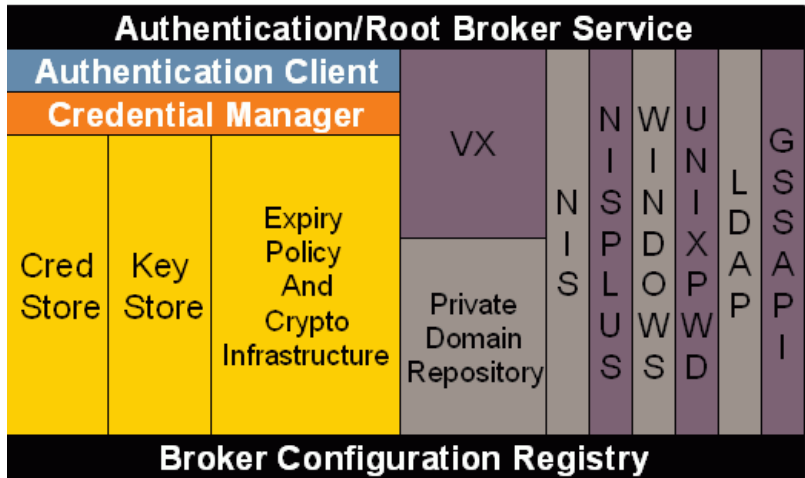 Authentication/Root Broker Service
Authentication Client
Credential Manager
Cred
Store
Key
Store
Expiry
Policy
And
Crypto
Infrastructure
VX
Private
Domain
Repository
NIS
NISPLUS
WINDOWS
UNIXPWD
LDAP
GSSAPI
Broker Configuration Registry